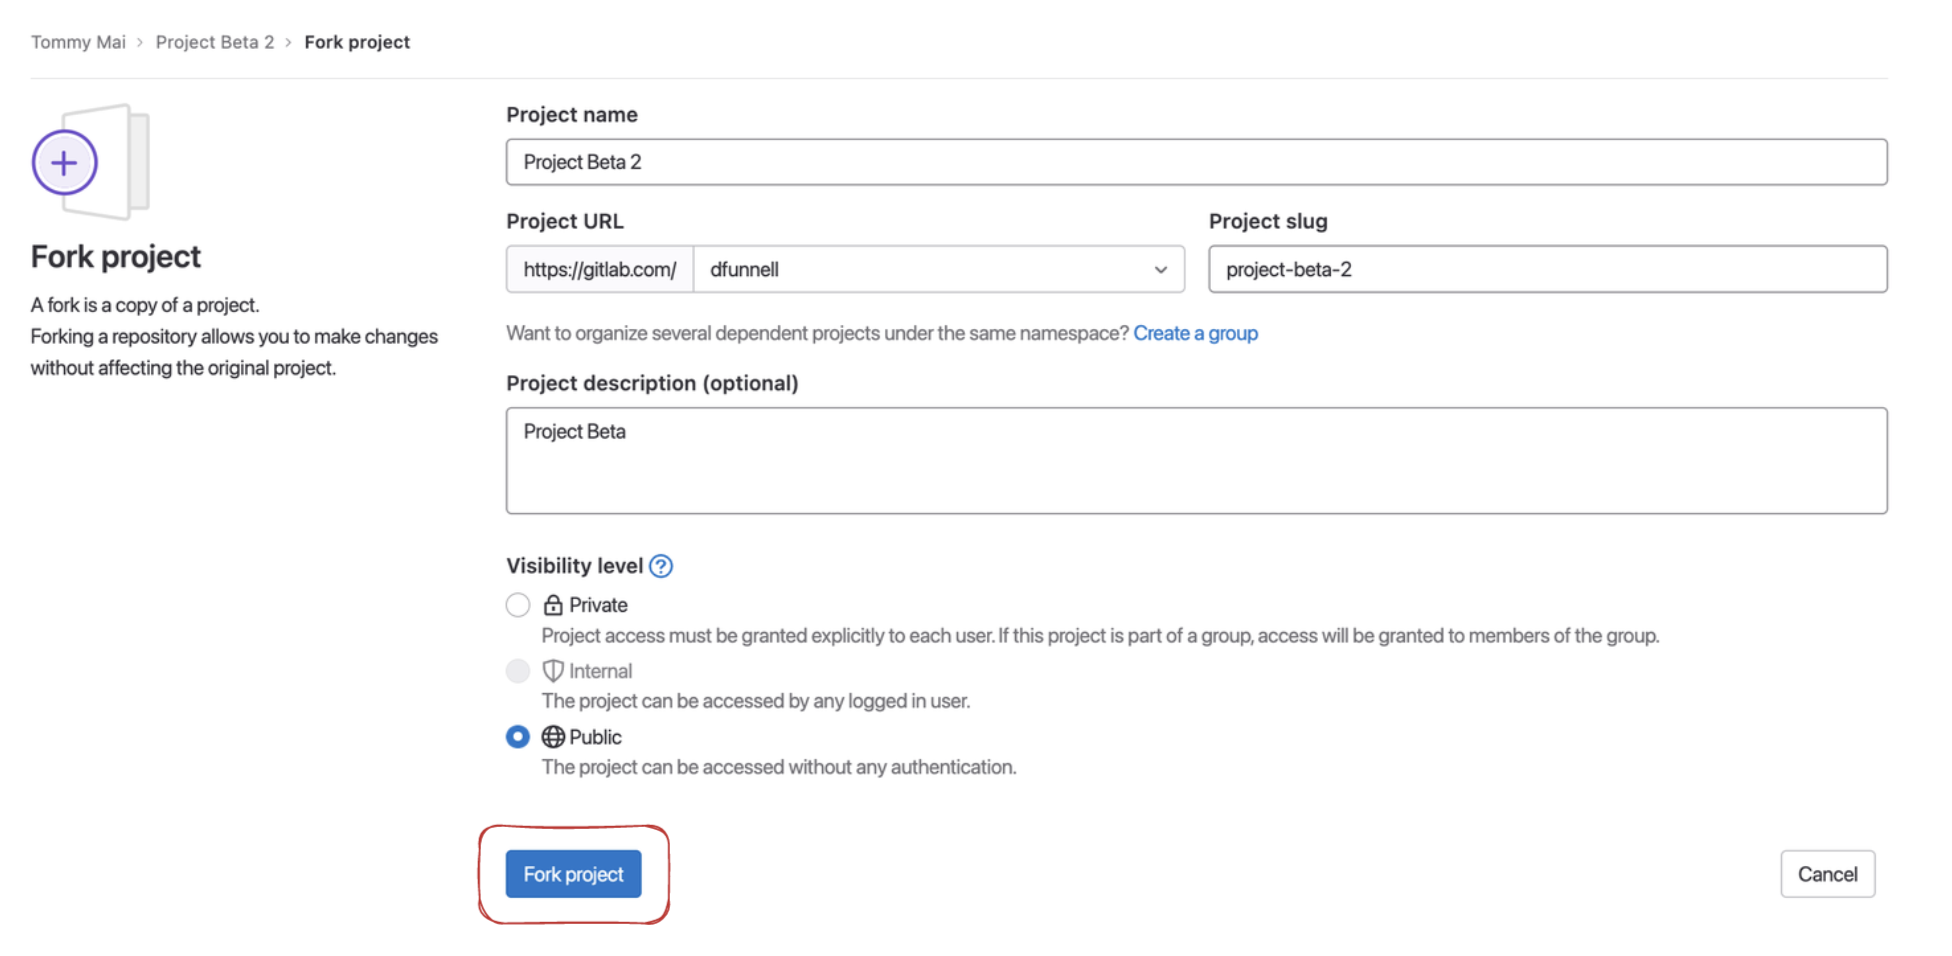 Tommy Mai > Project Beta 2 > Fork project
Fork project
A fork is a copy of a project.
Forking a repository allows you to make changes
without affecting the original project.
Project name
Project Beta 2
Project URL
https://gitlab.com/ dfunnell
Project slug
project-beta-2
Want to organize several dependent projects under the same namespace? Create a group
Project description (optional)
Project Beta
Visibility level ?
Private
Project access must be granted explicitly to each user. If this project is part of a group, access will be granted to members of the group.
Internal
The project can be accessed by any logged in user.
Public
The project can be accessed without any authentication.
Fork project
Cancel